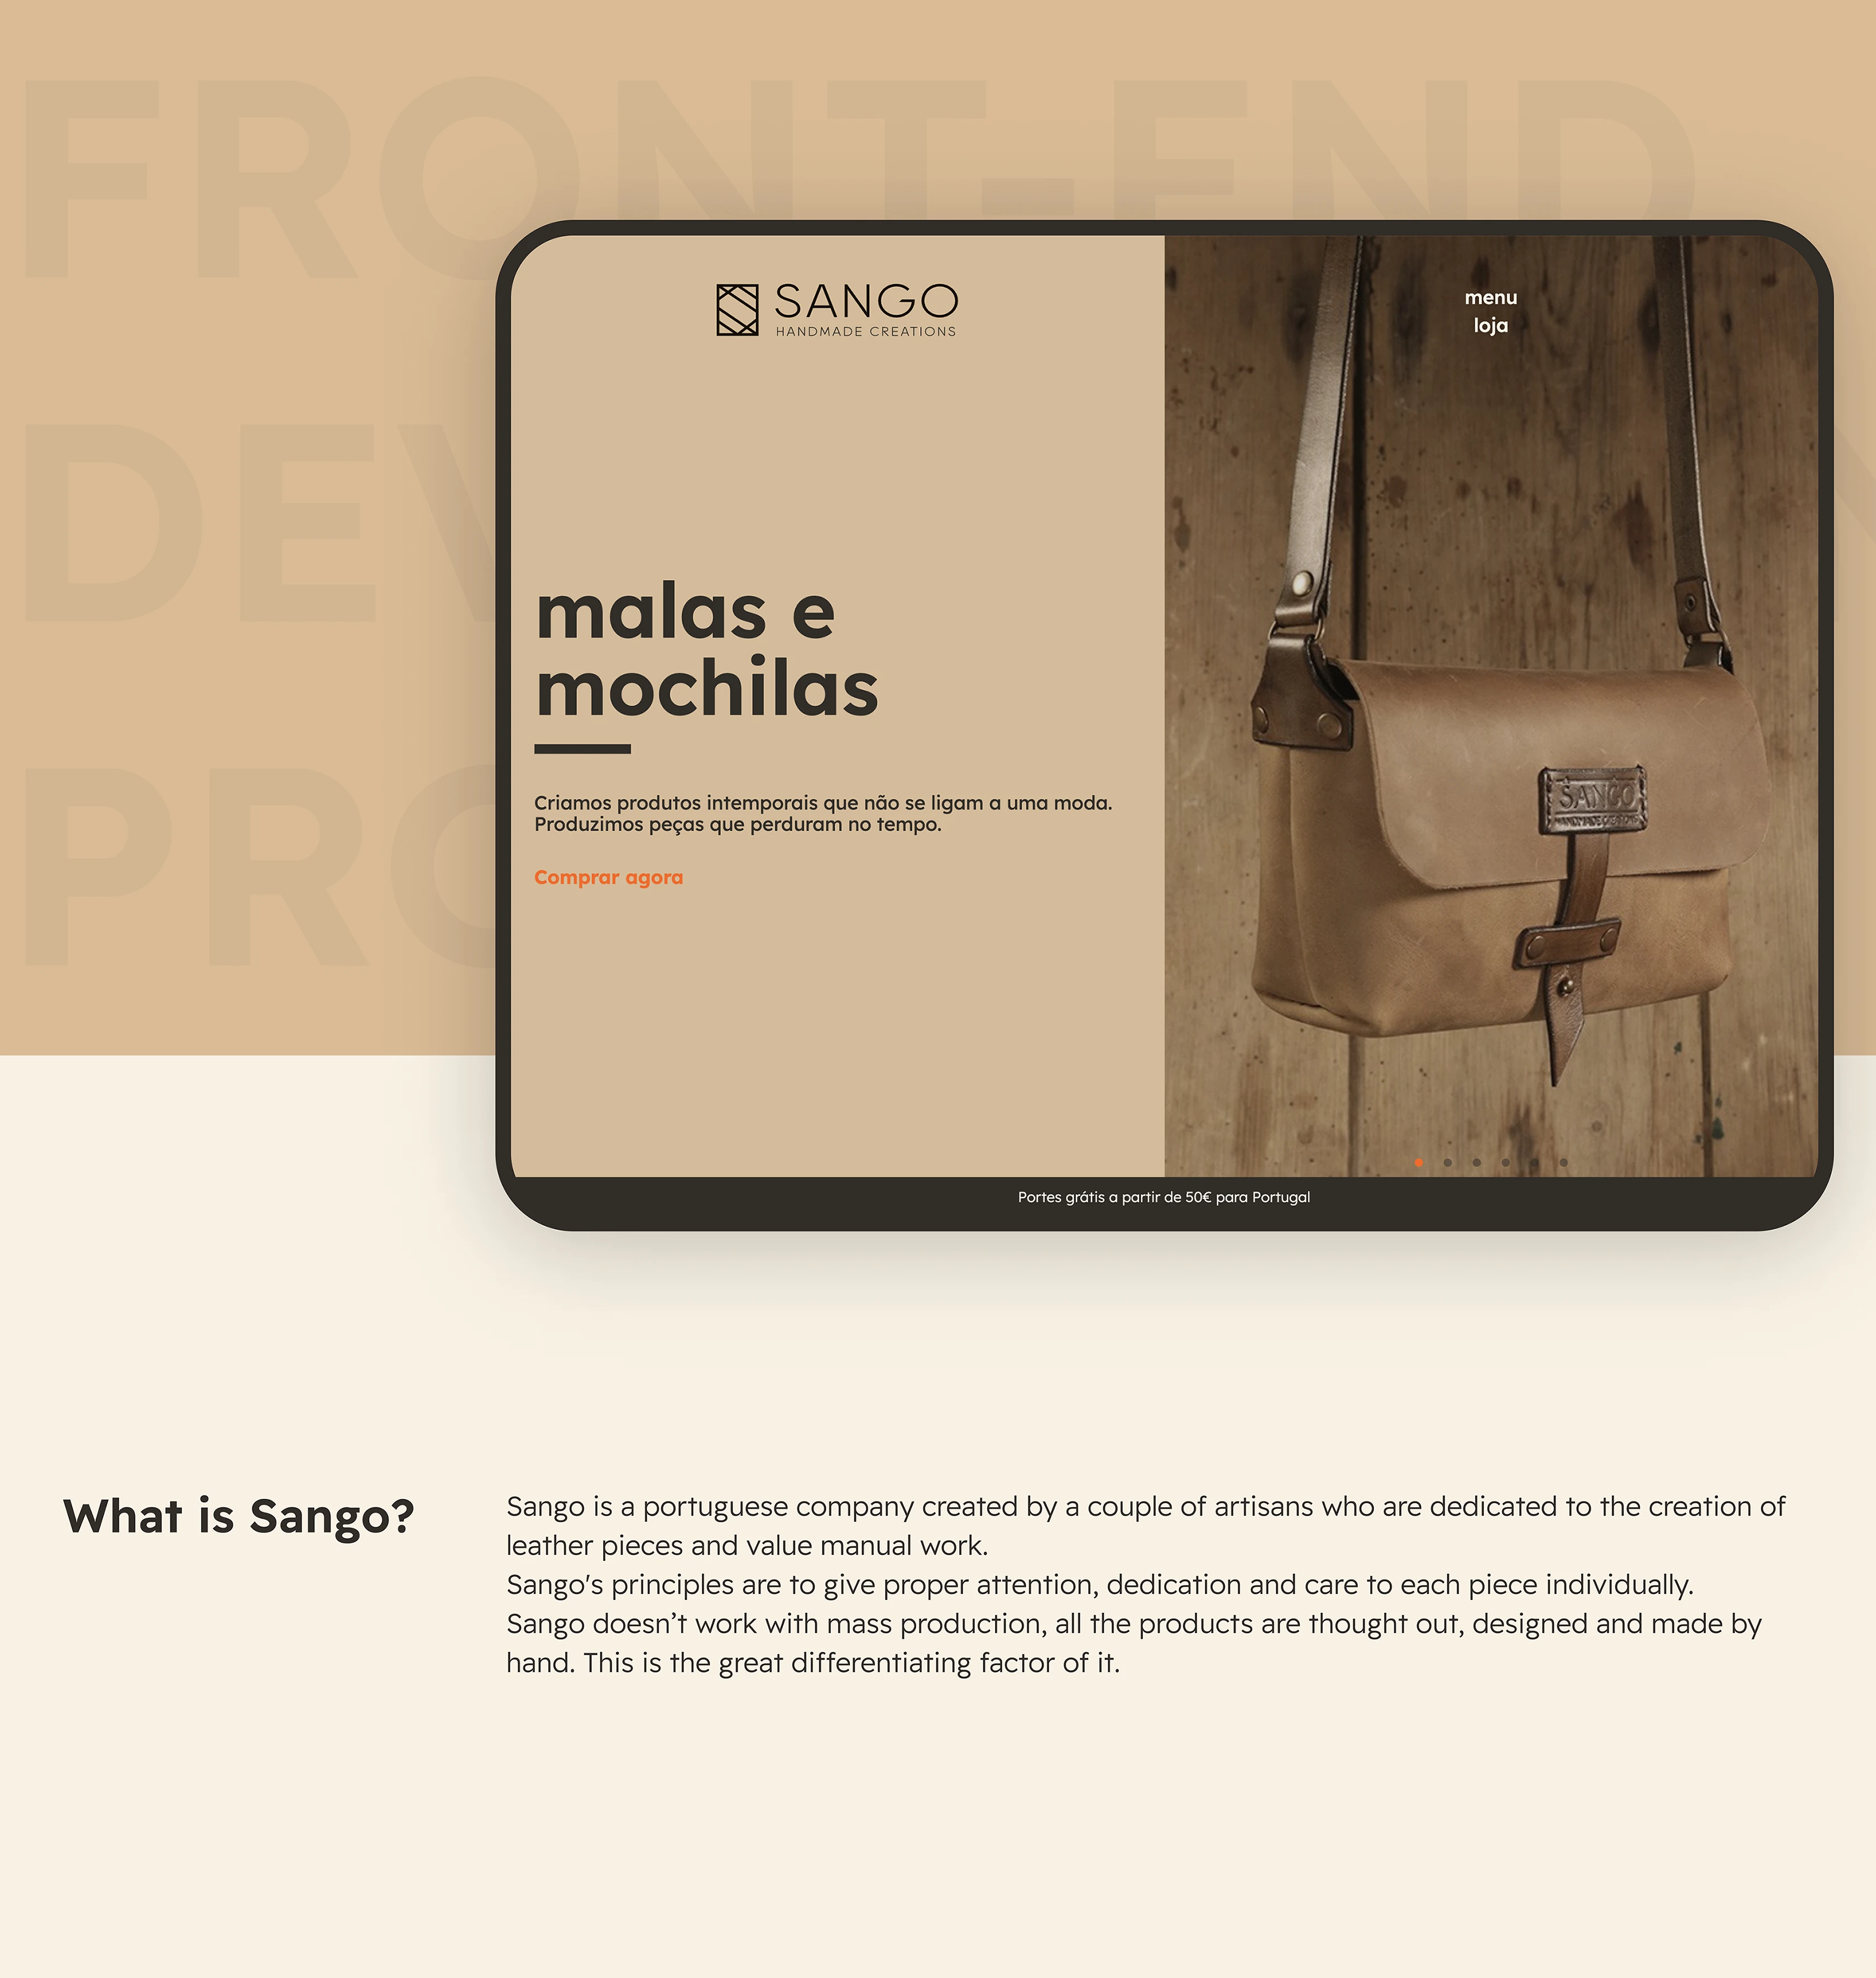 FRONT-END
SANGO
HANDMADE CREATIONS
menu
loja
malas e
mochilas
Criamos produtos intemporais que não se ligam a uma moda.
Produzimos peças que perduram no tempo.
Comprar agora
SANGO
HANDMADE CREATIONS
Portes grátis a partir de 50€ para Portugal
What is Sango?
Sango is a portuguese company created by a couple of artisans who are dedicated to the creation of
leather pieces and value manual work.
Sango's principles are to give proper attention, dedication and care to each piece individually.
Sango doesn’t work with mass production, all the products are thought out, designed and made by
hand. This is the great differentiating factor of it.